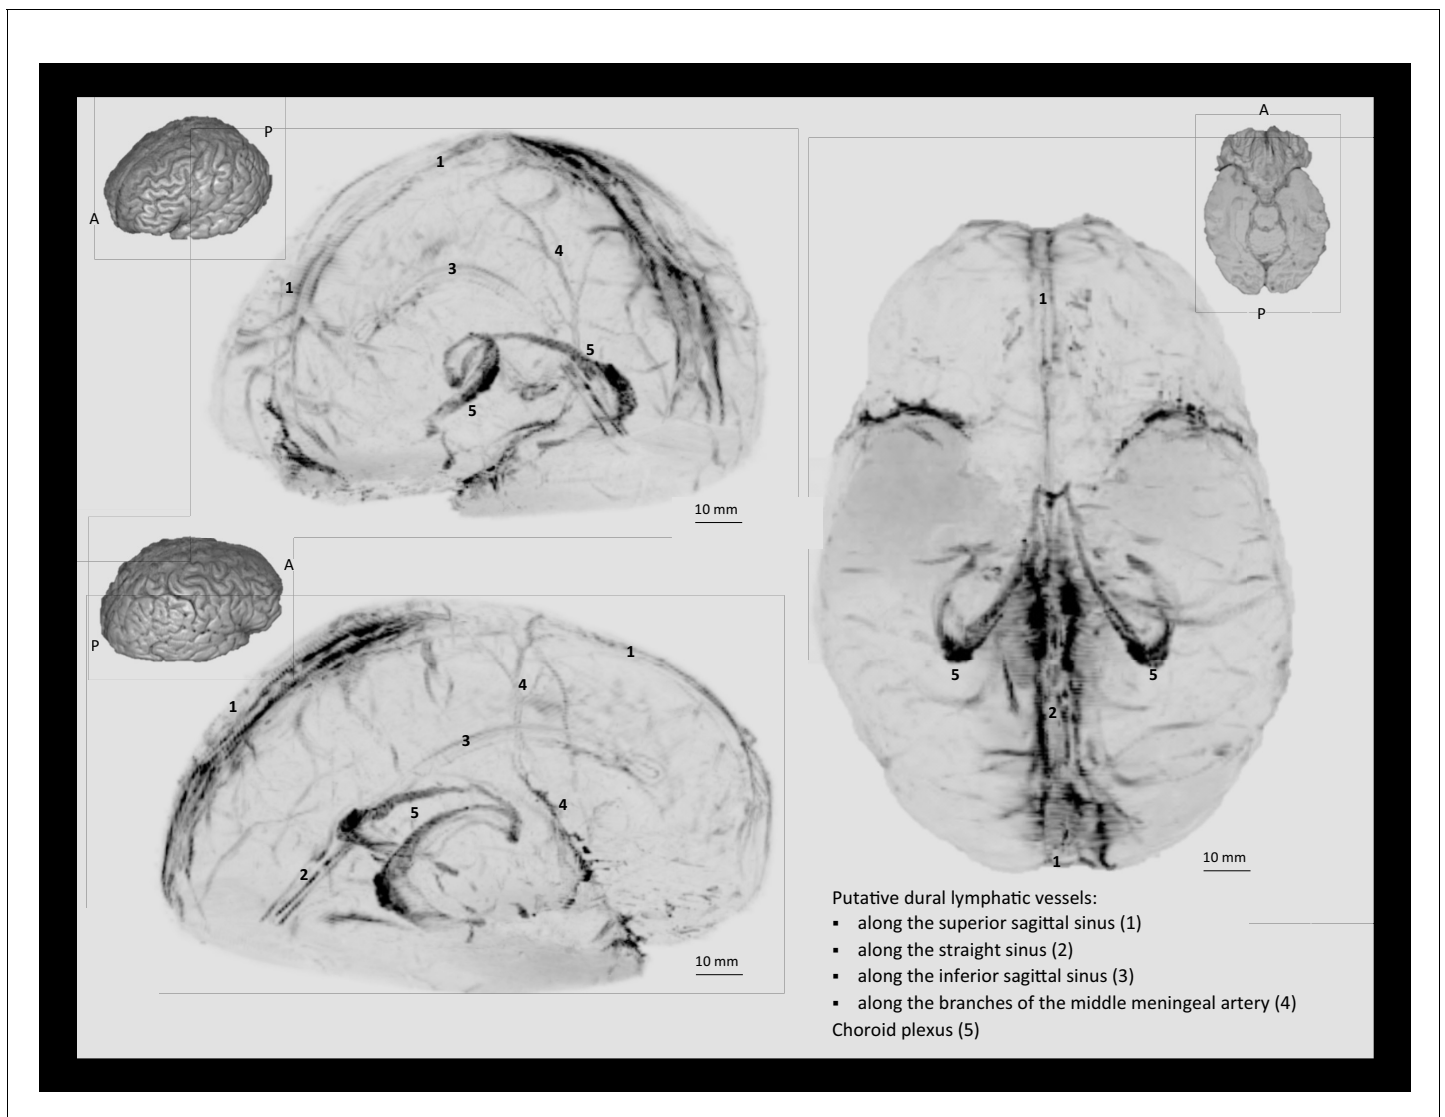 A
P
1
1
3
4
5
5
10 mm
A
P
1
1
3
4
4
5
2
10 mm
A
P
1
5
5
2
1
10 mm
Putative dural lymphatic vessels:
▪ along the superior sagittal sinus (1)
▪ along the straight sinus (2)
▪ along the inferior sagittal sinus (3)
▪ along the branches of the middle meningeal artery (4)
Choroid plexus (5)